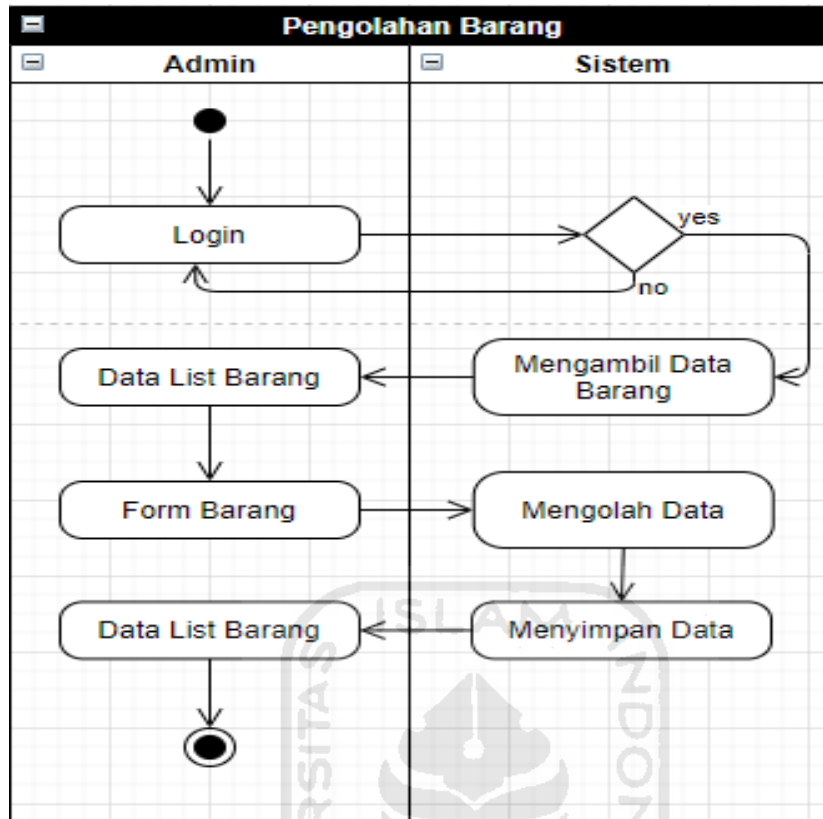 Pengolahan Barang
Admin
Sistem
Login
yes
no
Data List Barang
Mengambil Data
Barang
Form Barang
Mengolah Data
Data List Barang
Menyimpan Data
ISLAM